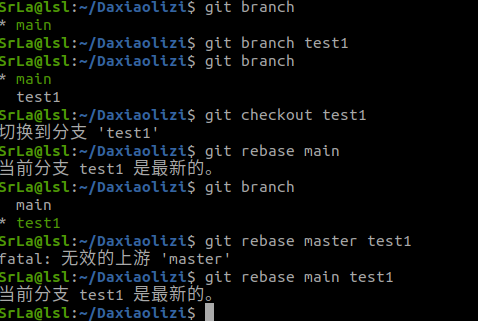 SrLa@lsl:~/Daxiaolizi$ git branch
* main
SrLa@lsl:~/Daxiaolizi$ git branch test1
SrLa@lsl:~/Daxiaolizi$ git branch
* main
  test1
SrLa@lsl:~/Daxiaolizi$ git checkout test1
切换到分支 'test1'
SrLa@lsl:~/Daxiaolizi$ git rebase main
当前分支 test1 是最新的。
SrLa@lsl:~/Daxiaolizi$ git branch
  main
* test1
SrLa@lsl:~/Daxiaolizi$ git rebase master test1
fatal: 无效的上游 'master'
SrLa@lsl:~/Daxiaolizi$ git rebase main test1
当前分支 test1 是最新的。
SrLa@lsl:~/Daxiaolizi$